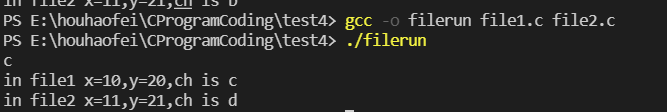 in file2 x=11,y=21,ch is b
PS E:\houhaofei\CProgramCoding\test4> gcc -o filerun file1.c file2.c
PS E:\houhaofei\CProgramCoding\test4> ./filerun
c
in file1 x=10,y=20,ch is c
in file2 x=11,y=21,ch is d